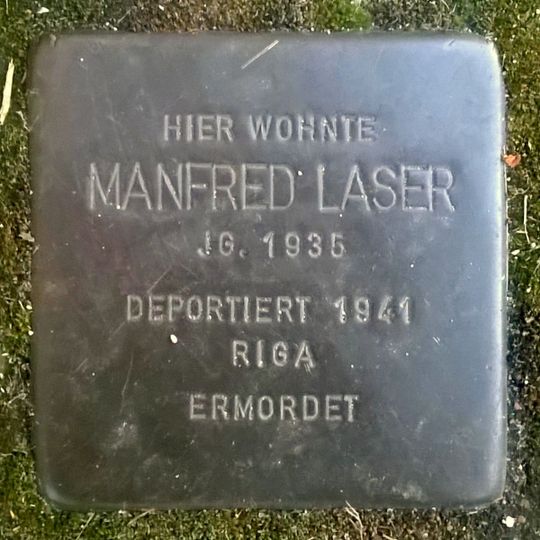 HIER WOHNTE
MANFRED LASER
JG. 1935
DEPORTIERT 1941
RIGA
ERMORDET